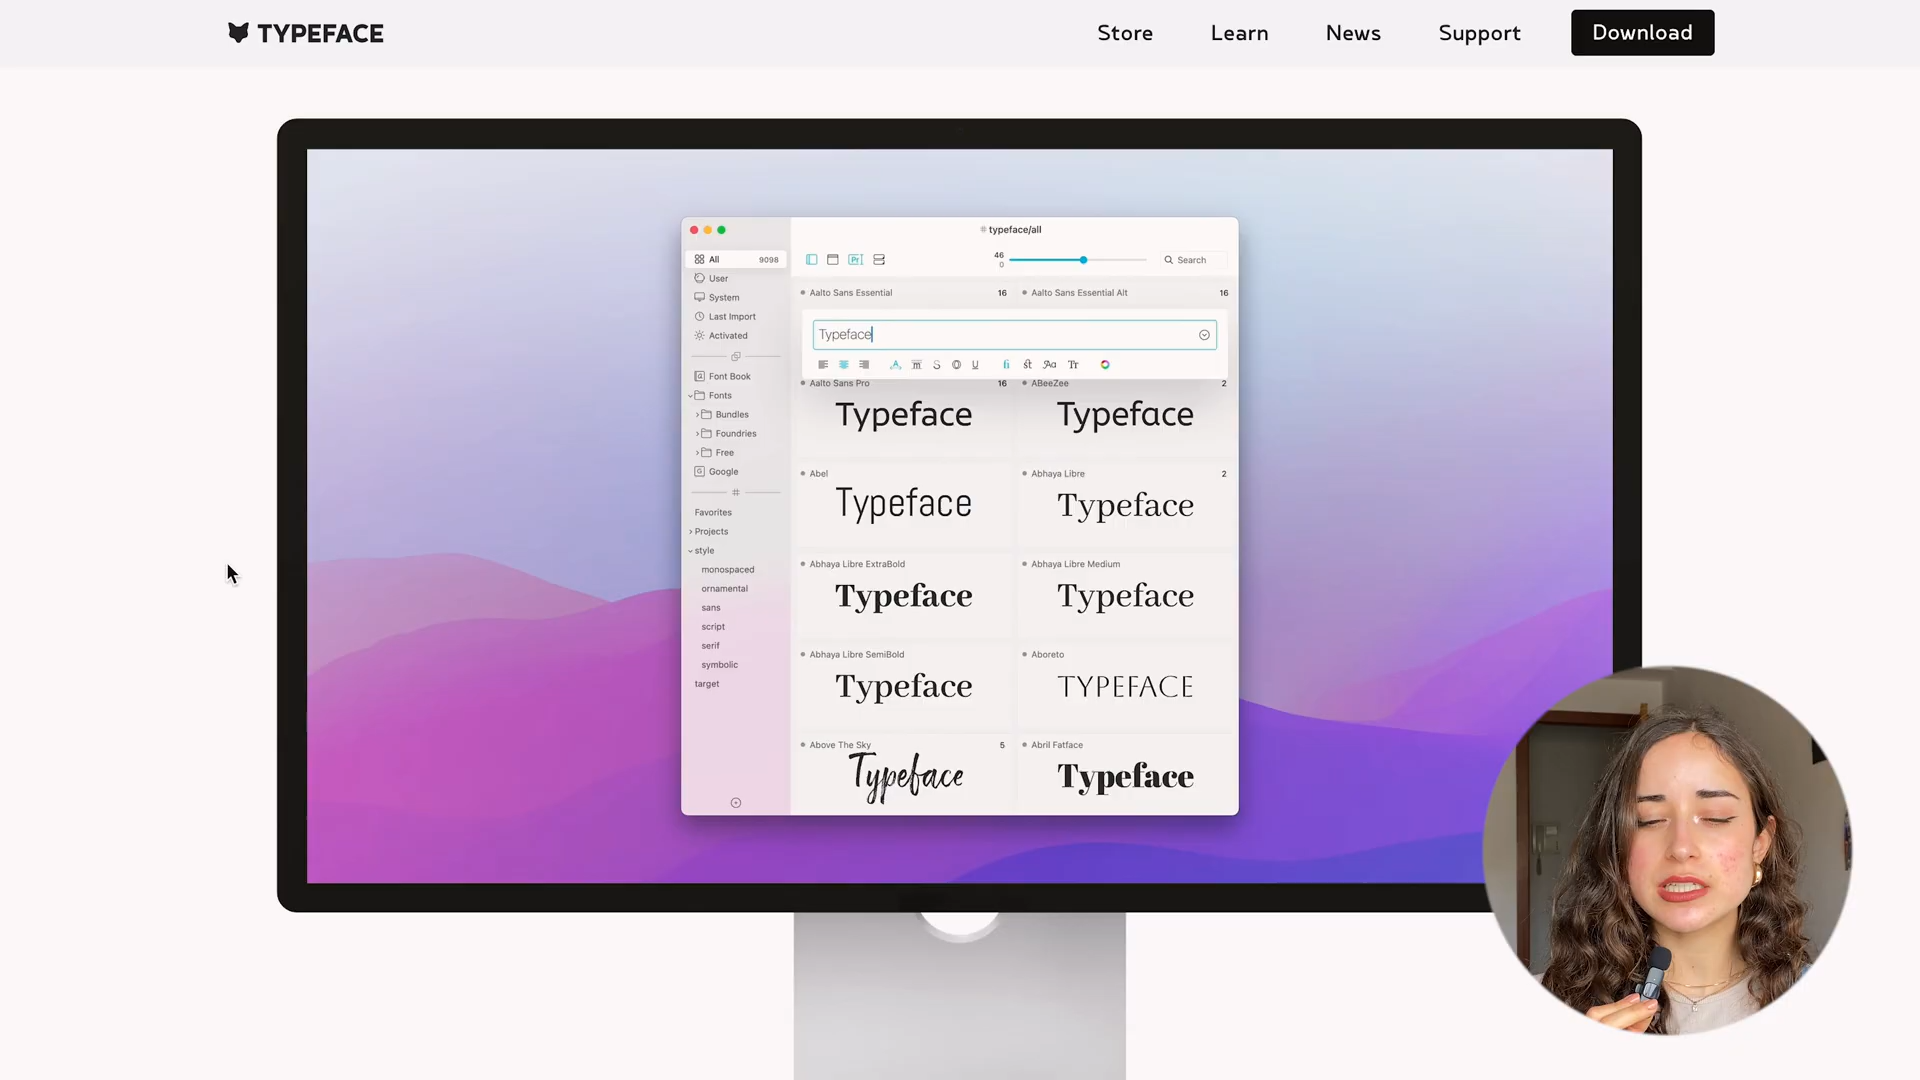 TYPEFACE
Store
Learn
News
Support
Download
typeface/all
All 9098
User
System
Last Import
Activated
Font Book
Fonts
Bundles
Foundries
Free
Google
Favorites
Projects
style
monospaced
ornamental
sans
script
serif
symbolic
target
46
0
Search
Aalto Sans Essential 16
Aalto Sans Essential Alt 16
Typeface
Aalto Sans Pro 16
Typeface
ABeeZee 2
Typeface
Abel
Typeface
Abhaya Libre 2
Typeface
Abhaya Libre ExtraBold
Typeface
Abhaya Libre Medium
Typeface
Abhaya Libre SemiBold
Typeface
Aboreto
TYPEFACE
Above The Sky 5
Typeface
Abril Fatface
Typeface